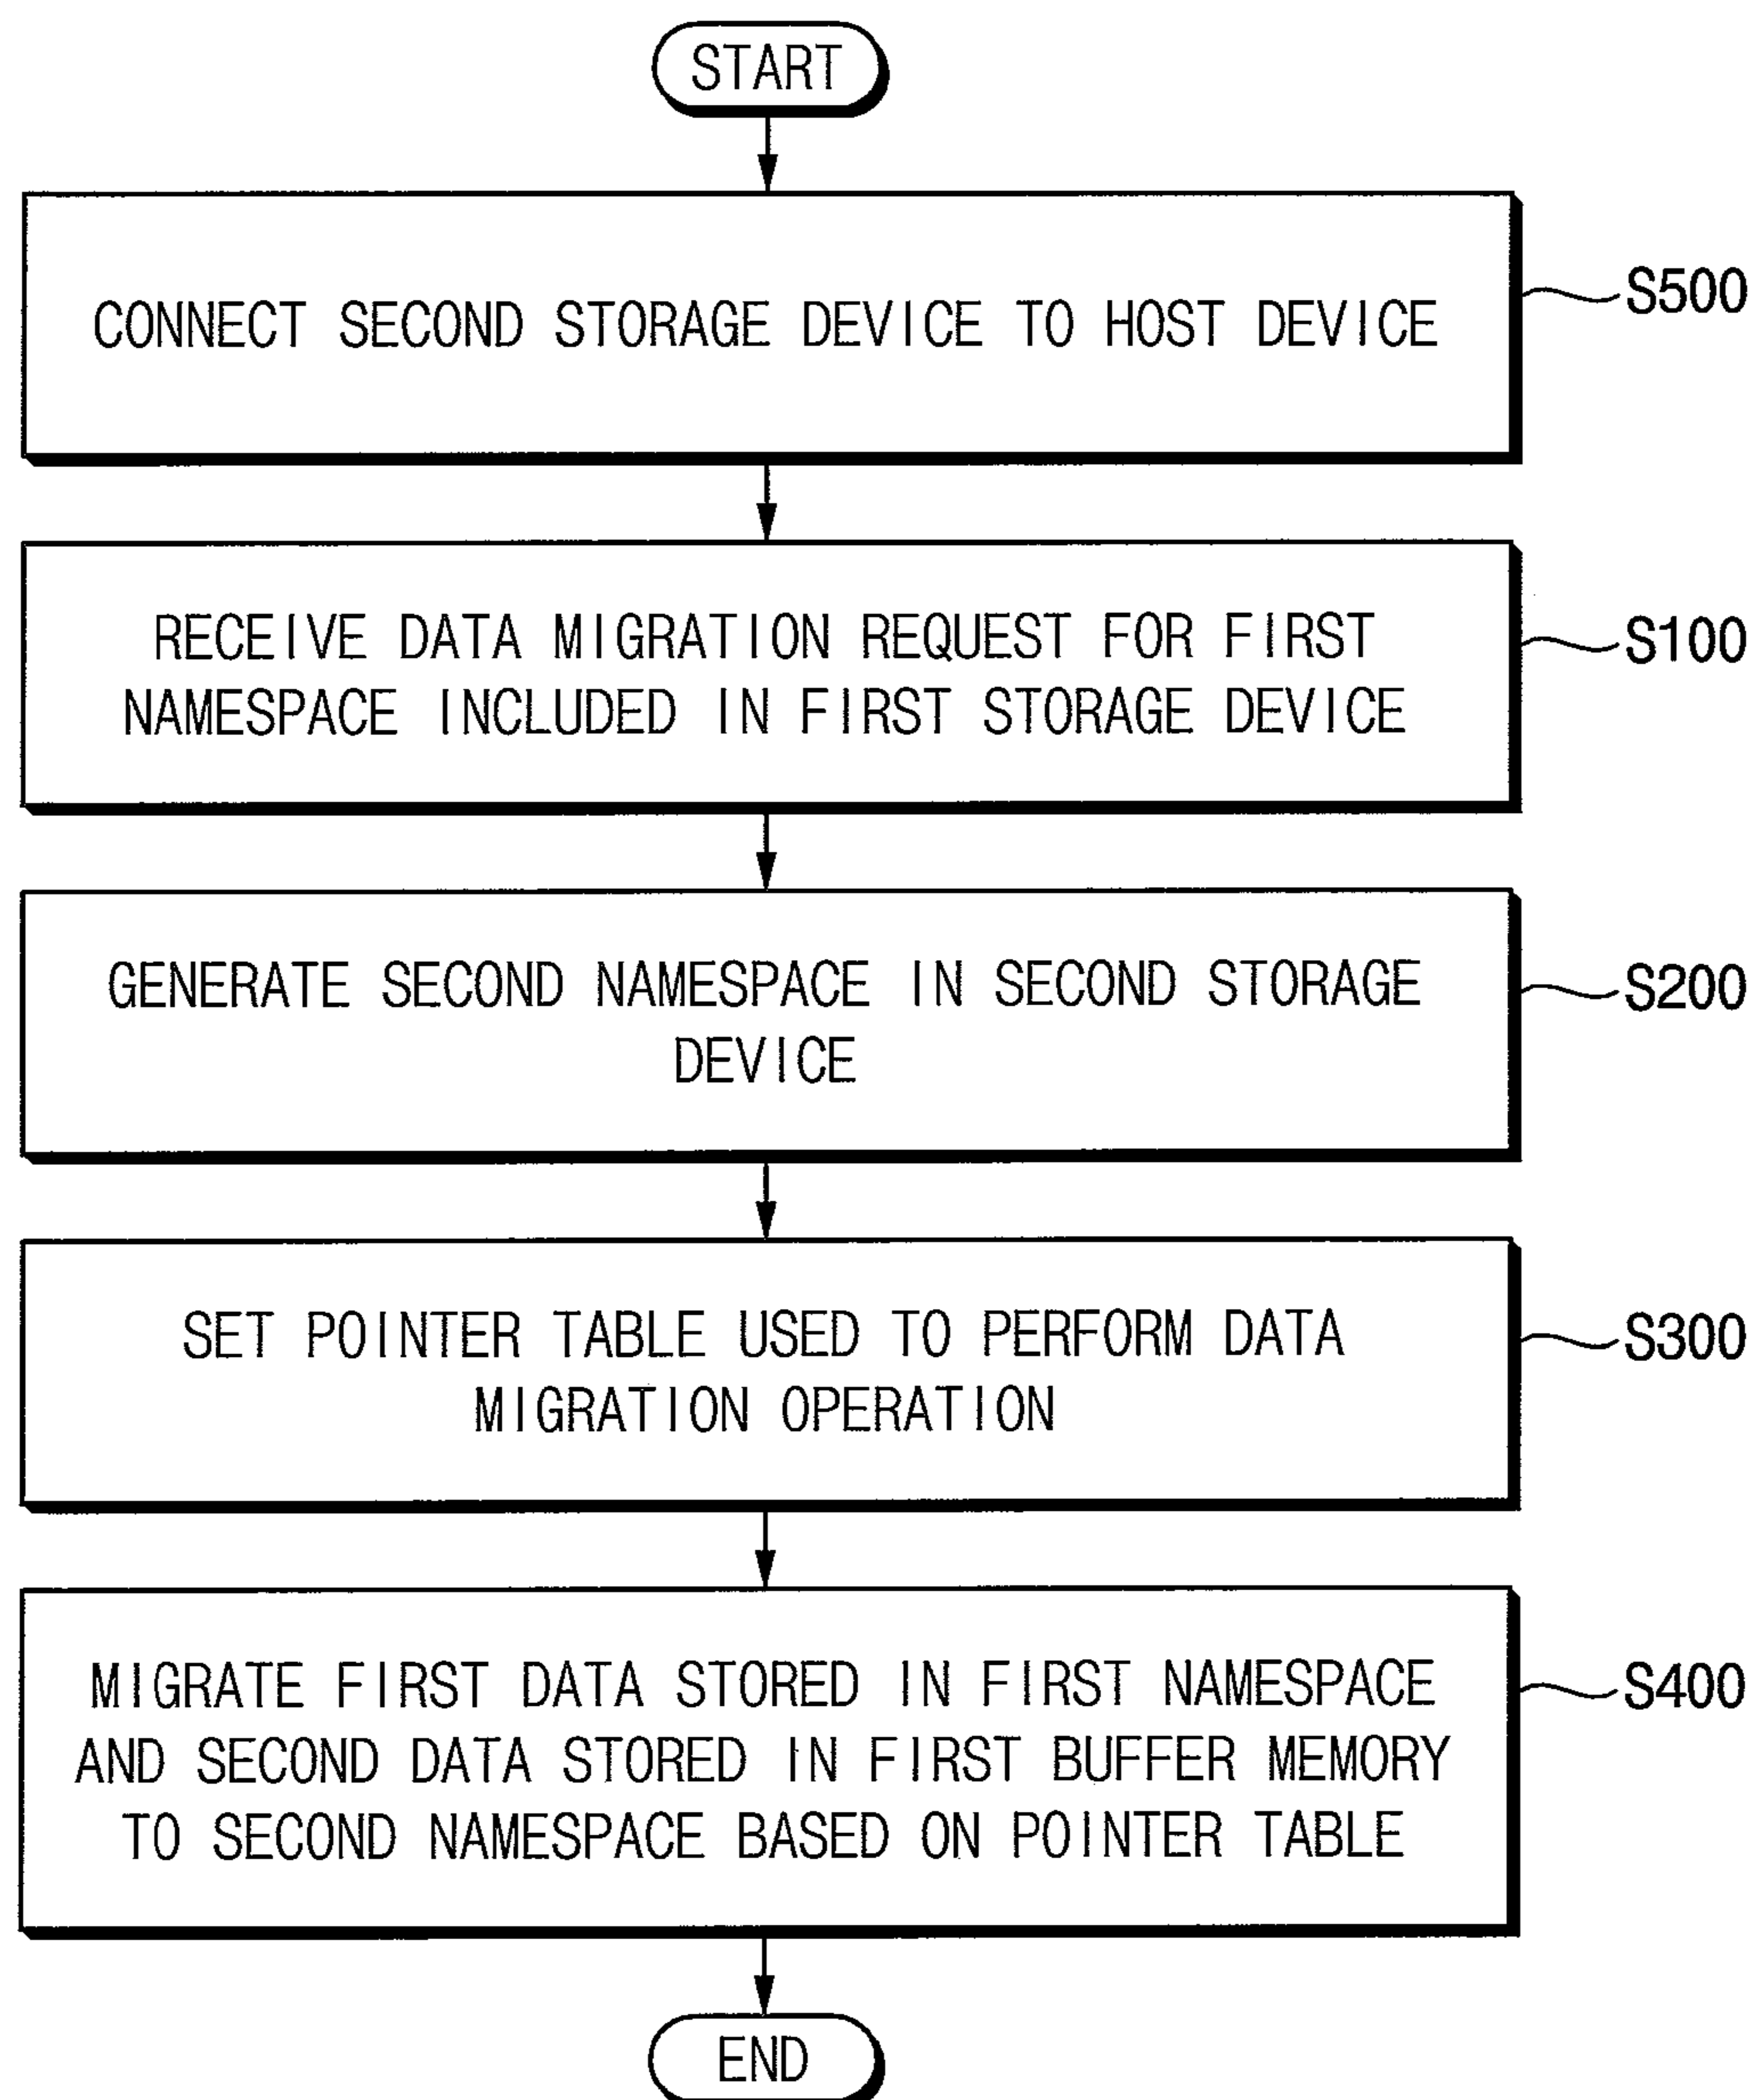 START
CONNECT SECOND STORAGE DEVICE TO HOST DEVICE
S500
RECEIVE DATA MIGRATION REQUEST FOR FIRST
NAMESPACE INCLUDED IN FIRST STORAGE DEVICE
S100
GENERATE SECOND NAMESPACE IN SECOND STORAGE
DEVICE
S200
SET POINTER TABLE USED TO PERFORM DATA
MIGRATION OPERATION
S300
MIGRATE FIRST DATA STORED IN FIRST NAMESPACE
AND SECOND DATA STORED IN FIRST BUFFER MEMORY
TO SECOND NAMESPACE BASED ON POINTER TABLE
S400
END